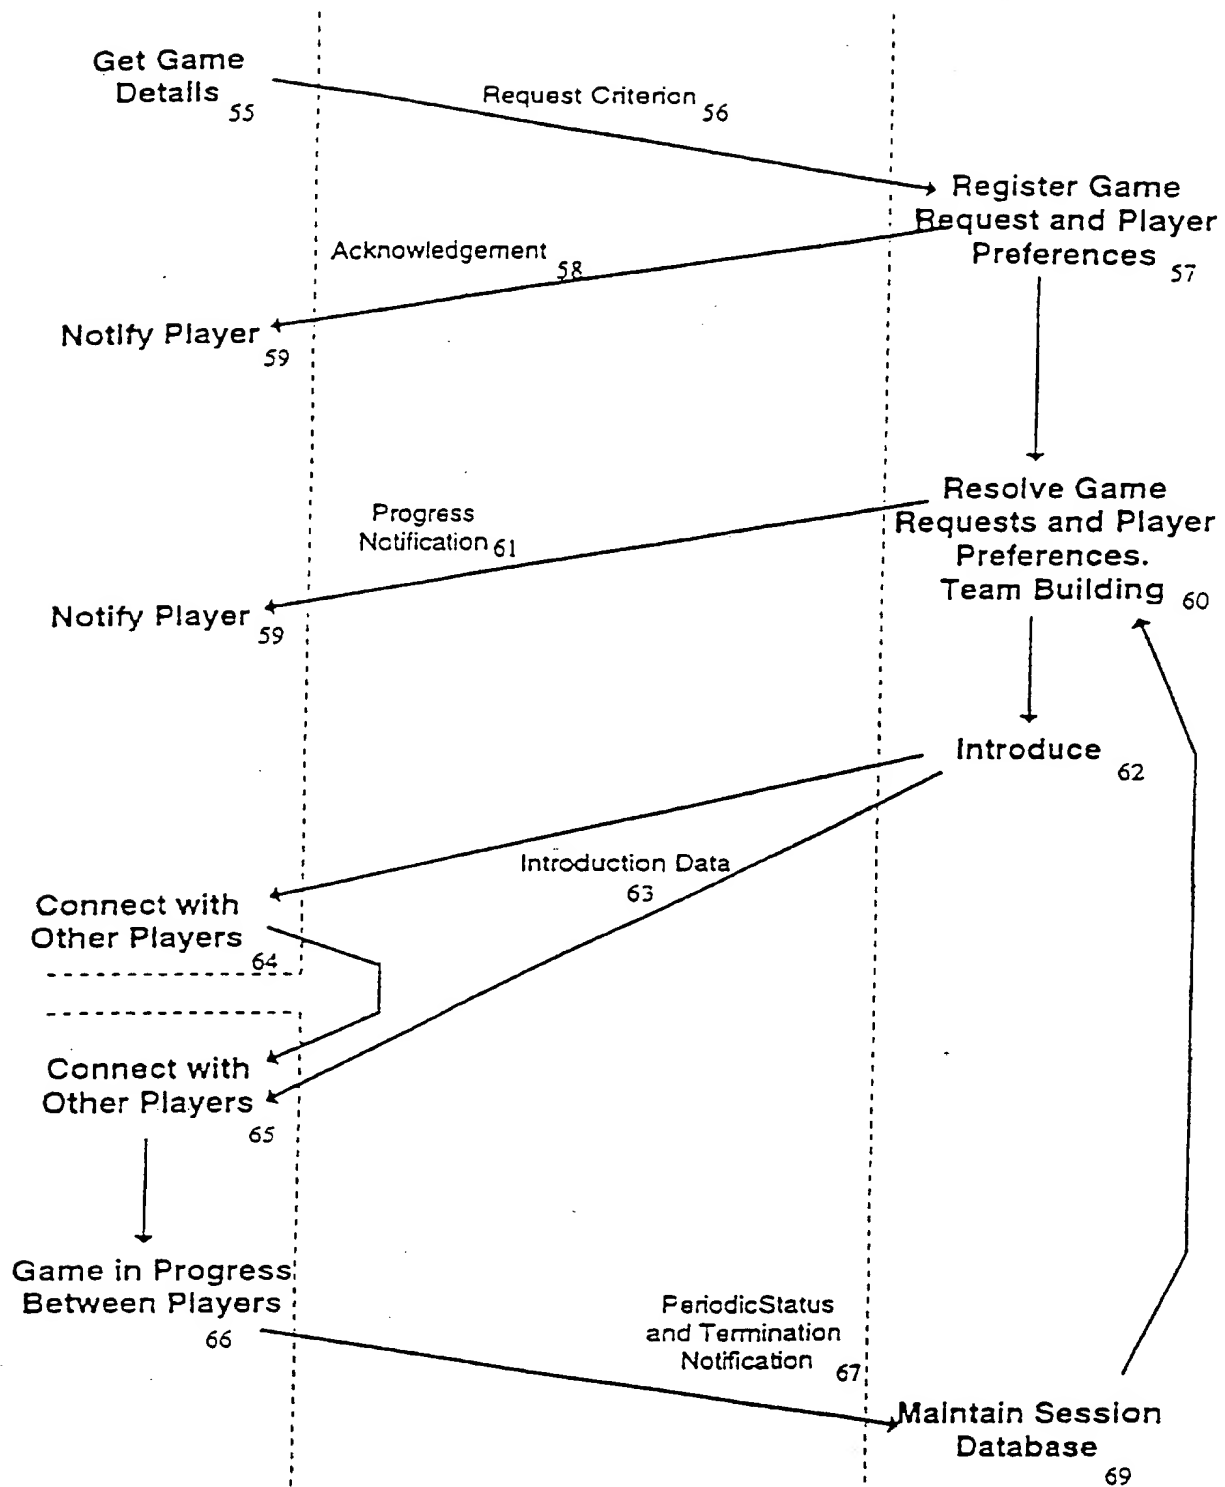 Get Game
Details 55
Request Criterion 56
Register Game
Request and Player
Preferences 57
Acknowledgement 58
Notify Player 59
Resolve Game
Requests and Player
Preferences.
Team Building 60
Progress
Notification 61
Notify Player 59
Introduce 62
Introduction Data
63
Connect with
Other Players 64
Connect with
Other Players 65
Game in Progress
Between Players
66
PeriodicStatus
and Termination
Notification 67
Maintain Session
Database 69